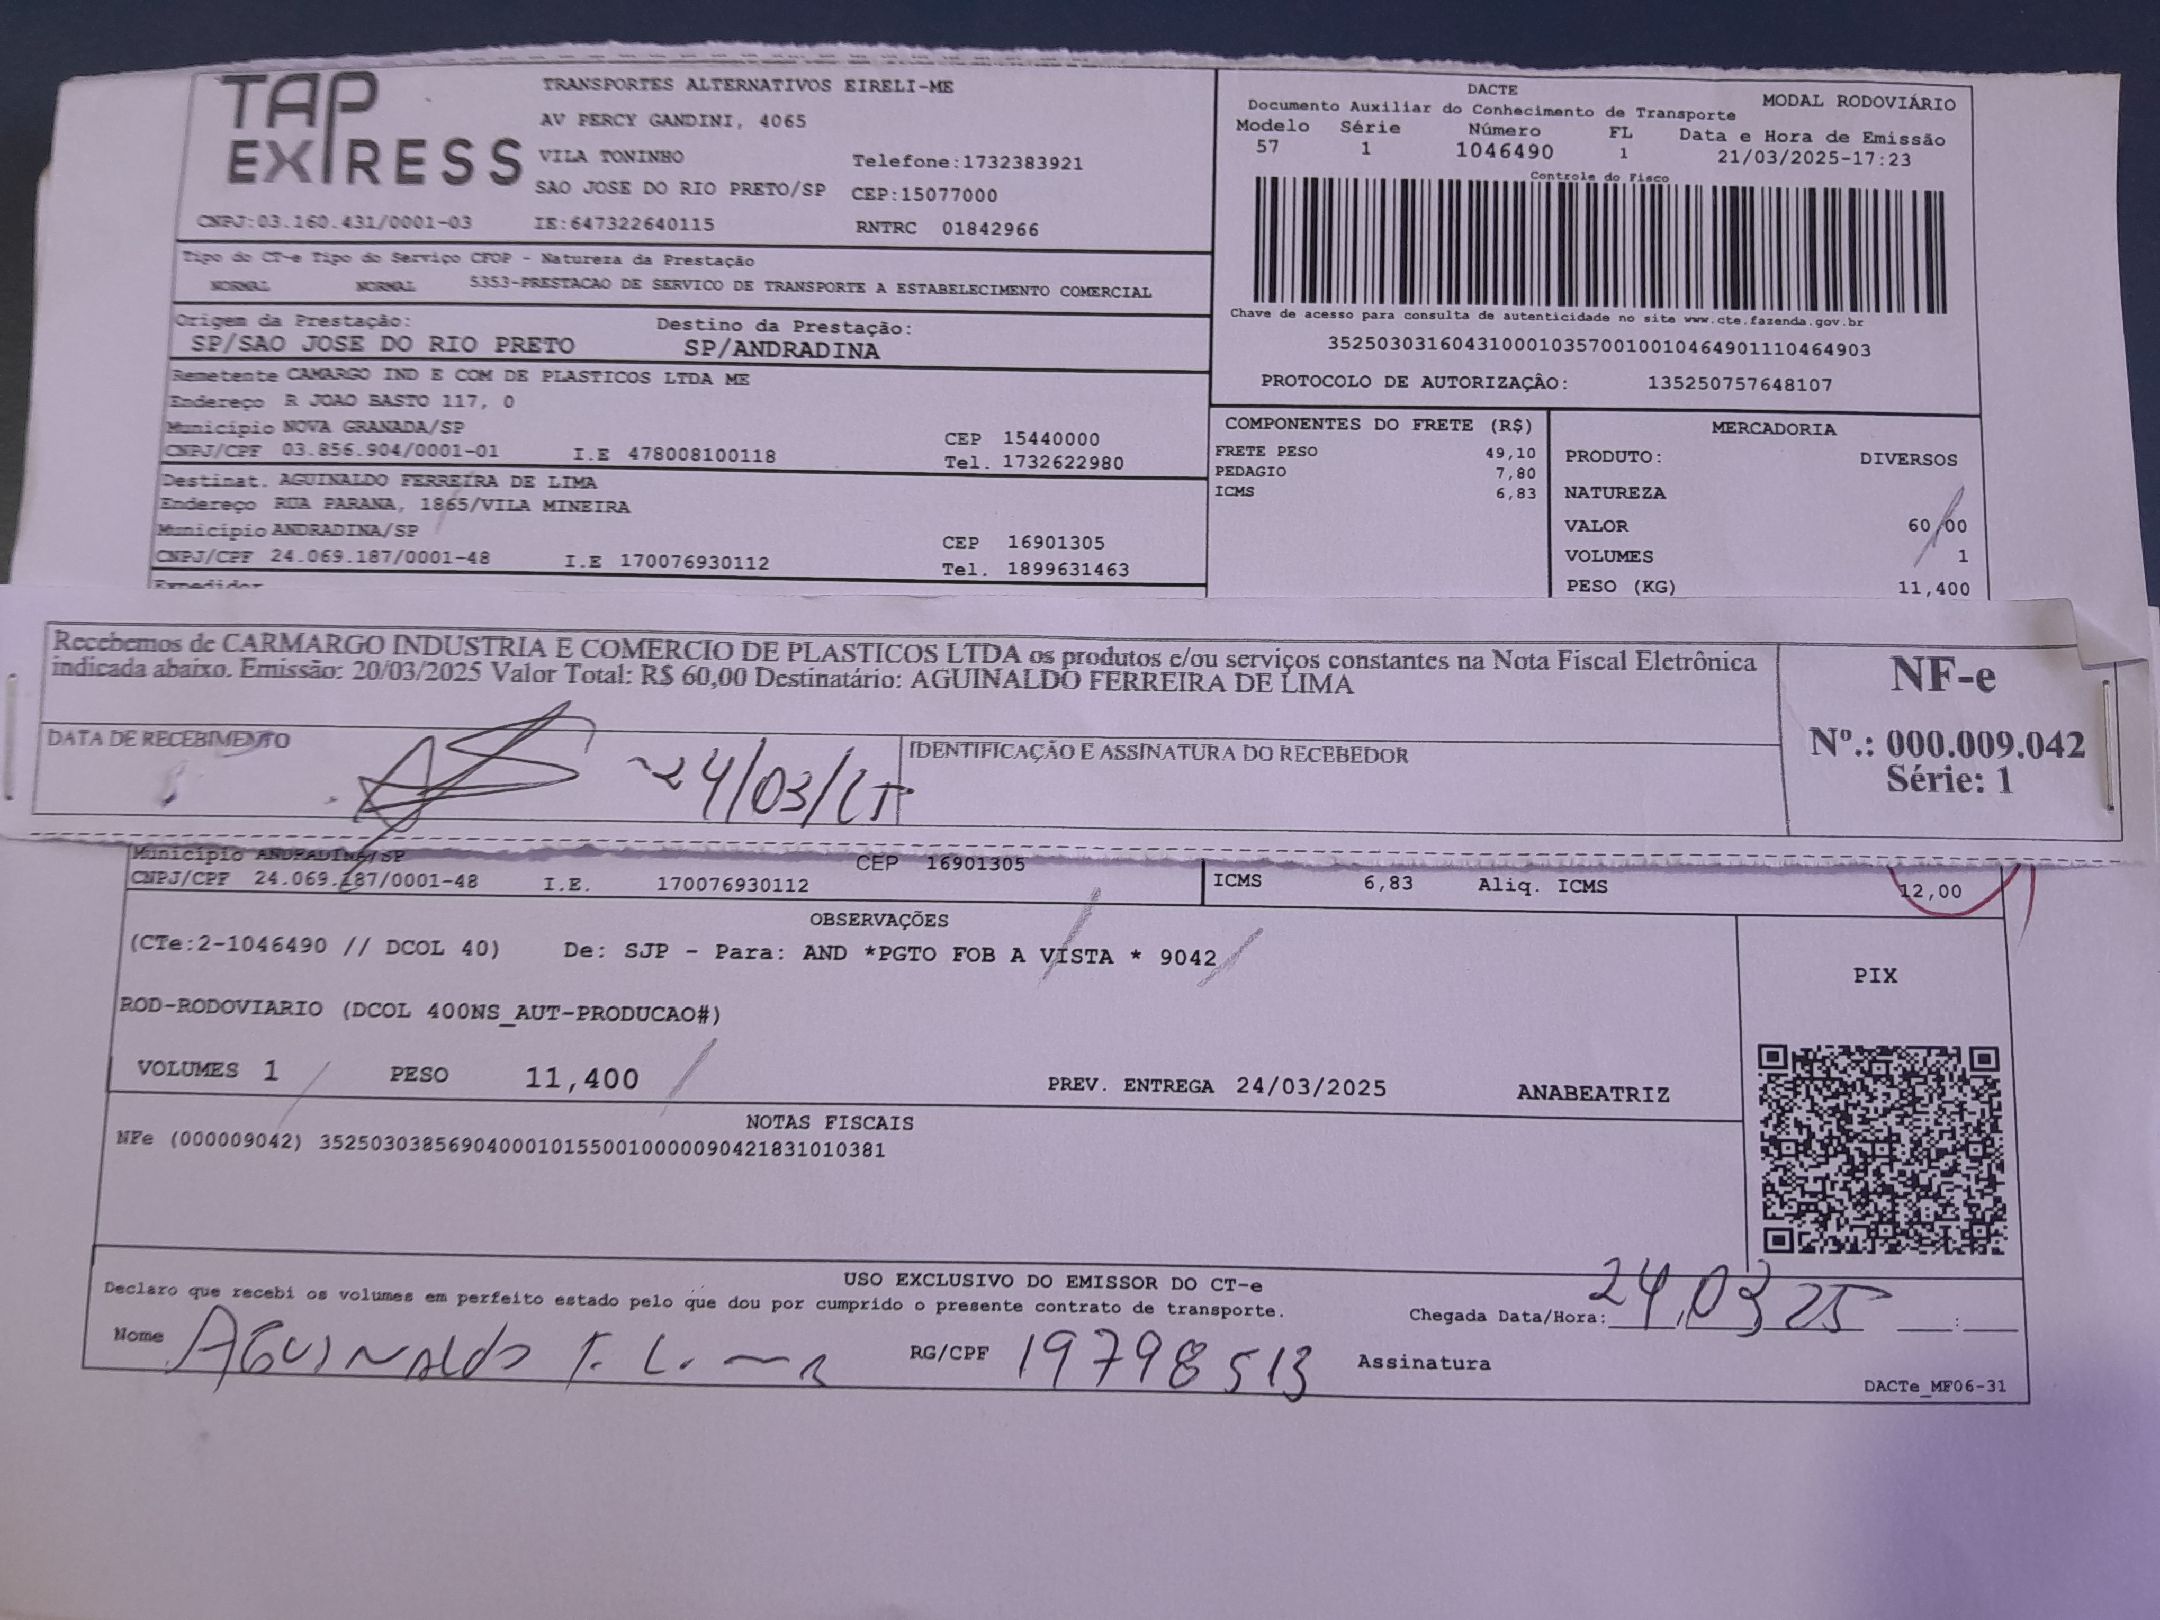 TAP EXPRESS
TRANSPORTES ALTERNATIVOS EIRELI-ME
AV PERCY GANDINI, 4065
VILA TONINHO Telefone:1732383921
SAO JOSE DO RIO PRETO/SP CEP:15077000
CNPJ:03.160.431/0001-03 IE:647322640115 RNTRC 01842966
DACTE MODAL RODOVIÁRIO
Documento Auxiliar do Conhecimento de Transporte
Modelo Série Número FL Data e Hora de Emissão
57 1 1046490 1 21/03/2025-17:23
Controle do Fisco
Chave de acesso para consulta de autenticidade no site www.cte.fazenda.gov.br
35250303160431000103570010010464901110464903
PROTOCOLO DE AUTORIZAÇÃO: 135250757648107
Tipo do CT-e Tipo do Serviço CFOP - Natureza da Prestação
NORMAL NORMAL 5353-PRESTACAO DE SERVICO DE TRANSPORTE A ESTABELECIMENTO COMERCIAL
Origem da Prestação: Destino da Prestação:
SP/SAO JOSE DO RIO PRETO SP/ANDRADINA
Remetente CAMARGO IND E COM DE PLASTICOS LTDA ME
Endereço R JOAO BASTO 117, 0
Município NOVA GRANADA/SP CEP 15440000
CNPJ/CPF 03.856.904/0001-01 I.E 478008100118 Tel. 1732622980
Destinat. AGUINALDO FERREIRA DE LIMA
Endereço RUA PARANA, 1865/VILA MINEIRA
Município ANDRADINA/SP CEP 16901305
CNPJ/CPF 24.069.187/0001-48 I.E 170076930112 Tel. 1899631463
Expedidor
COMPONENTES DO FRETE (R$)
FRETE PESO 49,10
PEDAGIO 7,80
ICMS 6,83
MERCADORIA
PRODUTO: DIVERSOS
NATUREZA
VALOR 60,00
VOLUMES 1
PESO (KG) 11,400
Recebemos de CARMARGO INDUSTRIA E COMERCIO DE PLASTICOS LTDA os produtos e/ou serviços constantes na Nota Fiscal Eletrônica
indicada abaixo. Emissão: 20/03/2025 Valor Total: R$ 60,00 Destinatário: AGUINALDO FERREIRA DE LIMA
DATA DE RECEBIMENTO IDENTIFICAÇÃO E ASSINATURA DO RECEBEDOR
24/03/
NF-e
Nº.: 000.009.042
Série: 1
Município ANDRADINA/SP CEP 16901305
CNPJ/CPF 24.069.187/0001-48 I.E. 170076930112
ICMS 6,83 Aliq. ICMS 12,00
OBSERVAÇÕES
(CTe:2-1046490 // DCOL 40) De: SJP - Para: AND *PGTO FOB A VISTA * 9042
ROD-RODOVIARIO (DCOL 400NS_AUT-PRODUCAO#)
VOLUMES 1 PESO 11,400 PREV. ENTREGA 24/03/2025 ANABEATRIZ
PIX
NOTAS FISCAIS
NFe (000009042) 35250303856904000101550010000090421831010381
USO EXCLUSIVO DO EMISSOR DO CT-e
Declaro que recebi os volumes em perfeito estado pelo que dou por cumprido o presente contrato de transporte.
Chegada Data/Hora: 24 03 25 :
Nome AGUINALDO F. Lima RG/CPF 19798513 Assinatura
DACTe_MF06-31